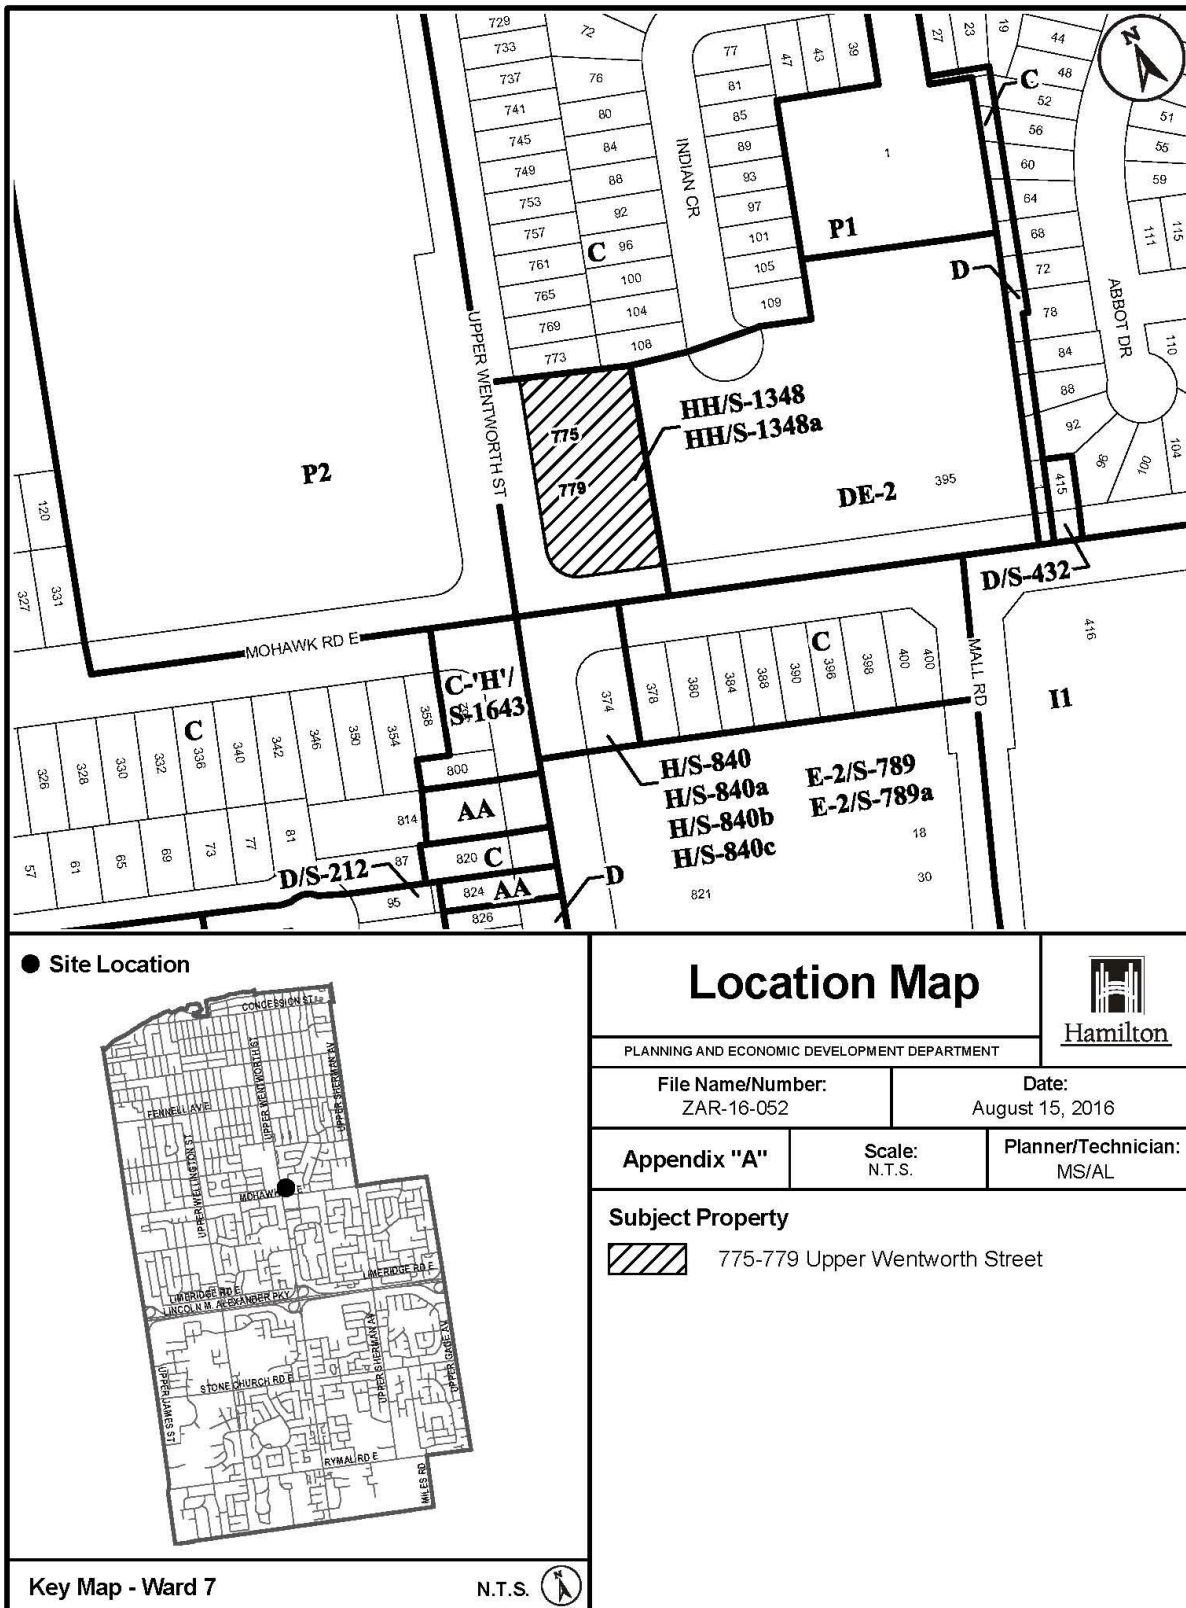 729
733
737
741
745
749
753
757
761
765
769
773
72
76
80
84
88
92
C 96
100
104
108
INDIAN CR
77
81
85
89
93
97
101
105
109
47
43
39
1
P1
27
23
19
C
44
48
52
56
60
64
68
72
78
84
88
92
96
100
104
D
51
55
59
111
115
110
ABBOT DR
N
UPPER WENTWORTH ST
P2
120
327
331
775
779
HH/S-1348
HH/S-1348a
DE-2
395
415
D/S-432
MOHAWK RD E
C-'H'/
S-1643
326
328
330
332
C
336
340
342
346
350
354
358
800
AA
814
820 C
824 AA
826
57
61
65
69
73
77
81
87
95
D/S-212
D
374
378
380
384
388
390
C
396
398
400
400
MALL RD
416
I1
H/S-840
H/S-840a
H/S-840b
H/S-840c
E-2/S-789
E-2/S-789a
18
30
821
Site Location
CONCESSION ST
UPPER WENTWORTH ST
UPPER SHERMAN AV
FENNELL AV E
UPPER WELLINGTON ST
MOHAWK E
LIMERIDGE RD E
LIMERIDGE RD E
LINCOLN M. ALEXANDER PKY
UPPER JAMES ST
STONE CHURCH RD E
UPPER SHERMAN AV
UPPER GAGE AV
RYMAL RD E
MILES RD
Key Map - Ward 7
N.T.S.
N
Location Map
Hamilton
PLANNING AND ECONOMIC DEVELOPMENT DEPARTMENT
File Name/Number:
ZAR-16-052
Date:
August 15, 2016
Appendix "A"
Scale:
N.T.S.
Planner/Technician:
MS/AL
Subject Property
775-779 Upper Wentworth Street